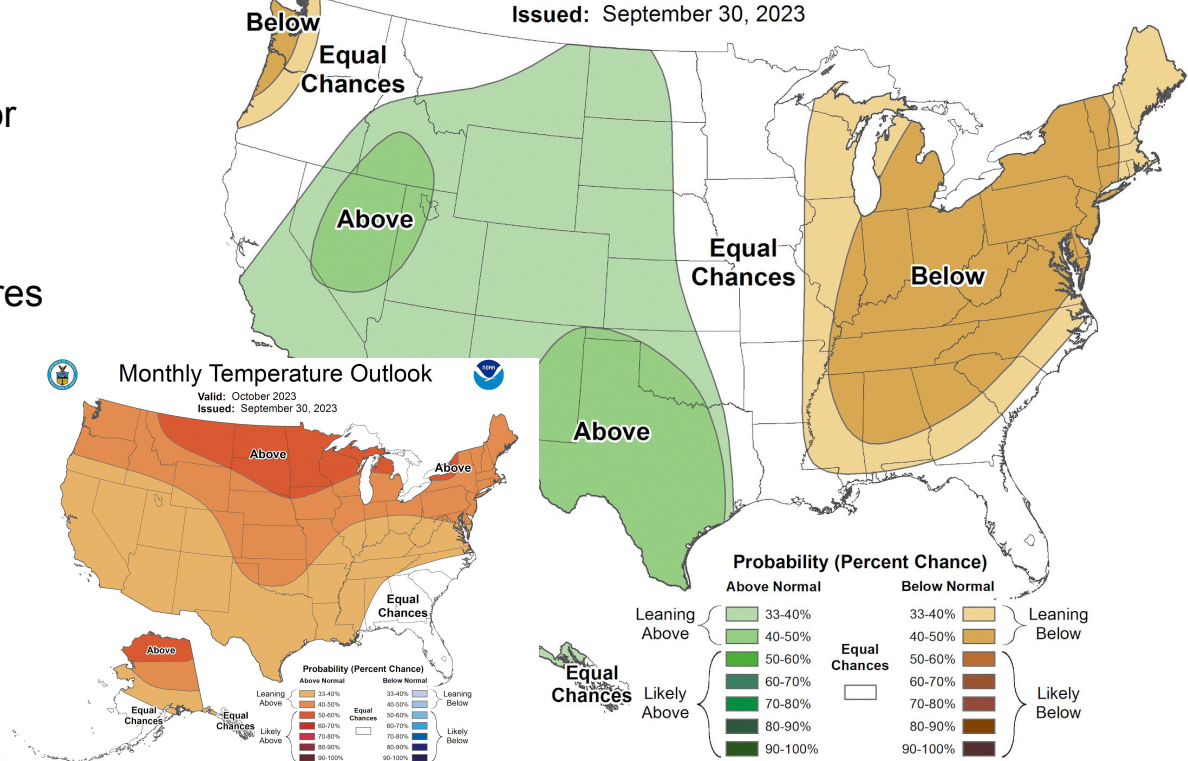 Issued: September 30, 2023
Below
Equal
Chances
or
Above
Equal
Chances
Below
res
Above
Probability (Percent Chance)
Above Normal
Below Normal
Leaning
Above
33-40%
40-50%
50-60%
60-70%
70-80%
80-90%
90-100%
Likely
Above
Equal
Chances
33-40%
40-50%
50-60%
60-70%
70-80%
80-90%
90-100%
Leaning
Below
Likely
Below
Equal
Chances
Monthly Temperature Outlook
NOAA
Valid: October 2023
Issued: September 30, 2023
Above
Above
Equal
Chances
Above
Equal
Chances
Equal
Chances
Probability (Percent Chance)
Above Normal
Below Normal
Leaning
Above
33-40%
40-50%
50-60%
60-70%
70-80%
80-90%
90-100%
Likely
Above
Equal
Chances
33-40%
40-50%
50-60%
60-70%
70-80%
80-90%
90-100%
Leaning
Below
Likely
Below